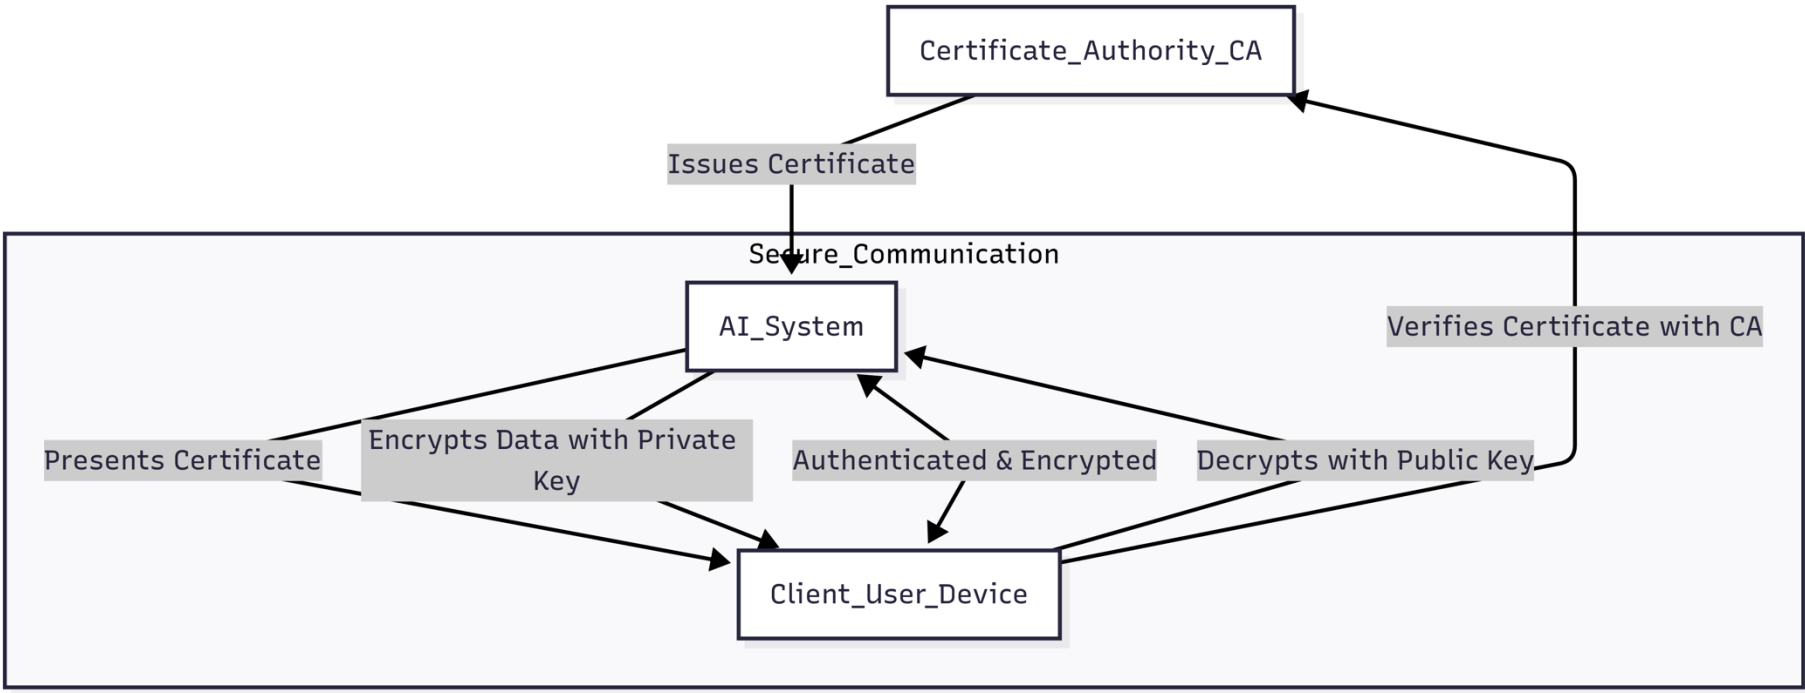 Certificate_Authority_CA
Issues Certificate
Secure_Communication
AI_System
Verifies Certificate with CA
Presents Certificate
Encrypts Data with Private
Key
Authenticated & Encrypted
Decrypts with Public Key
Client_User_Device